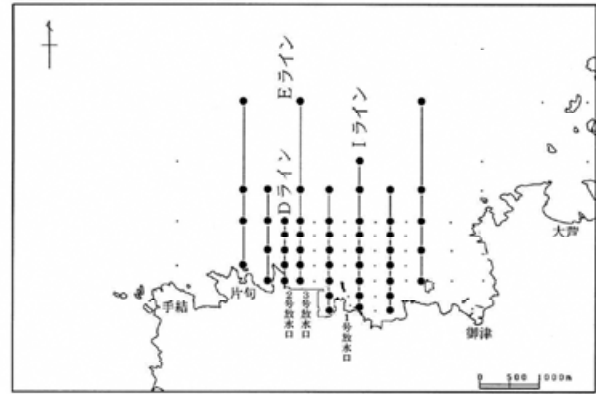 Eライン
Iライン
Dライン
大芦
片句
手結
2号放水口
3号放水口
1号放水口
御津
0 500 1000m